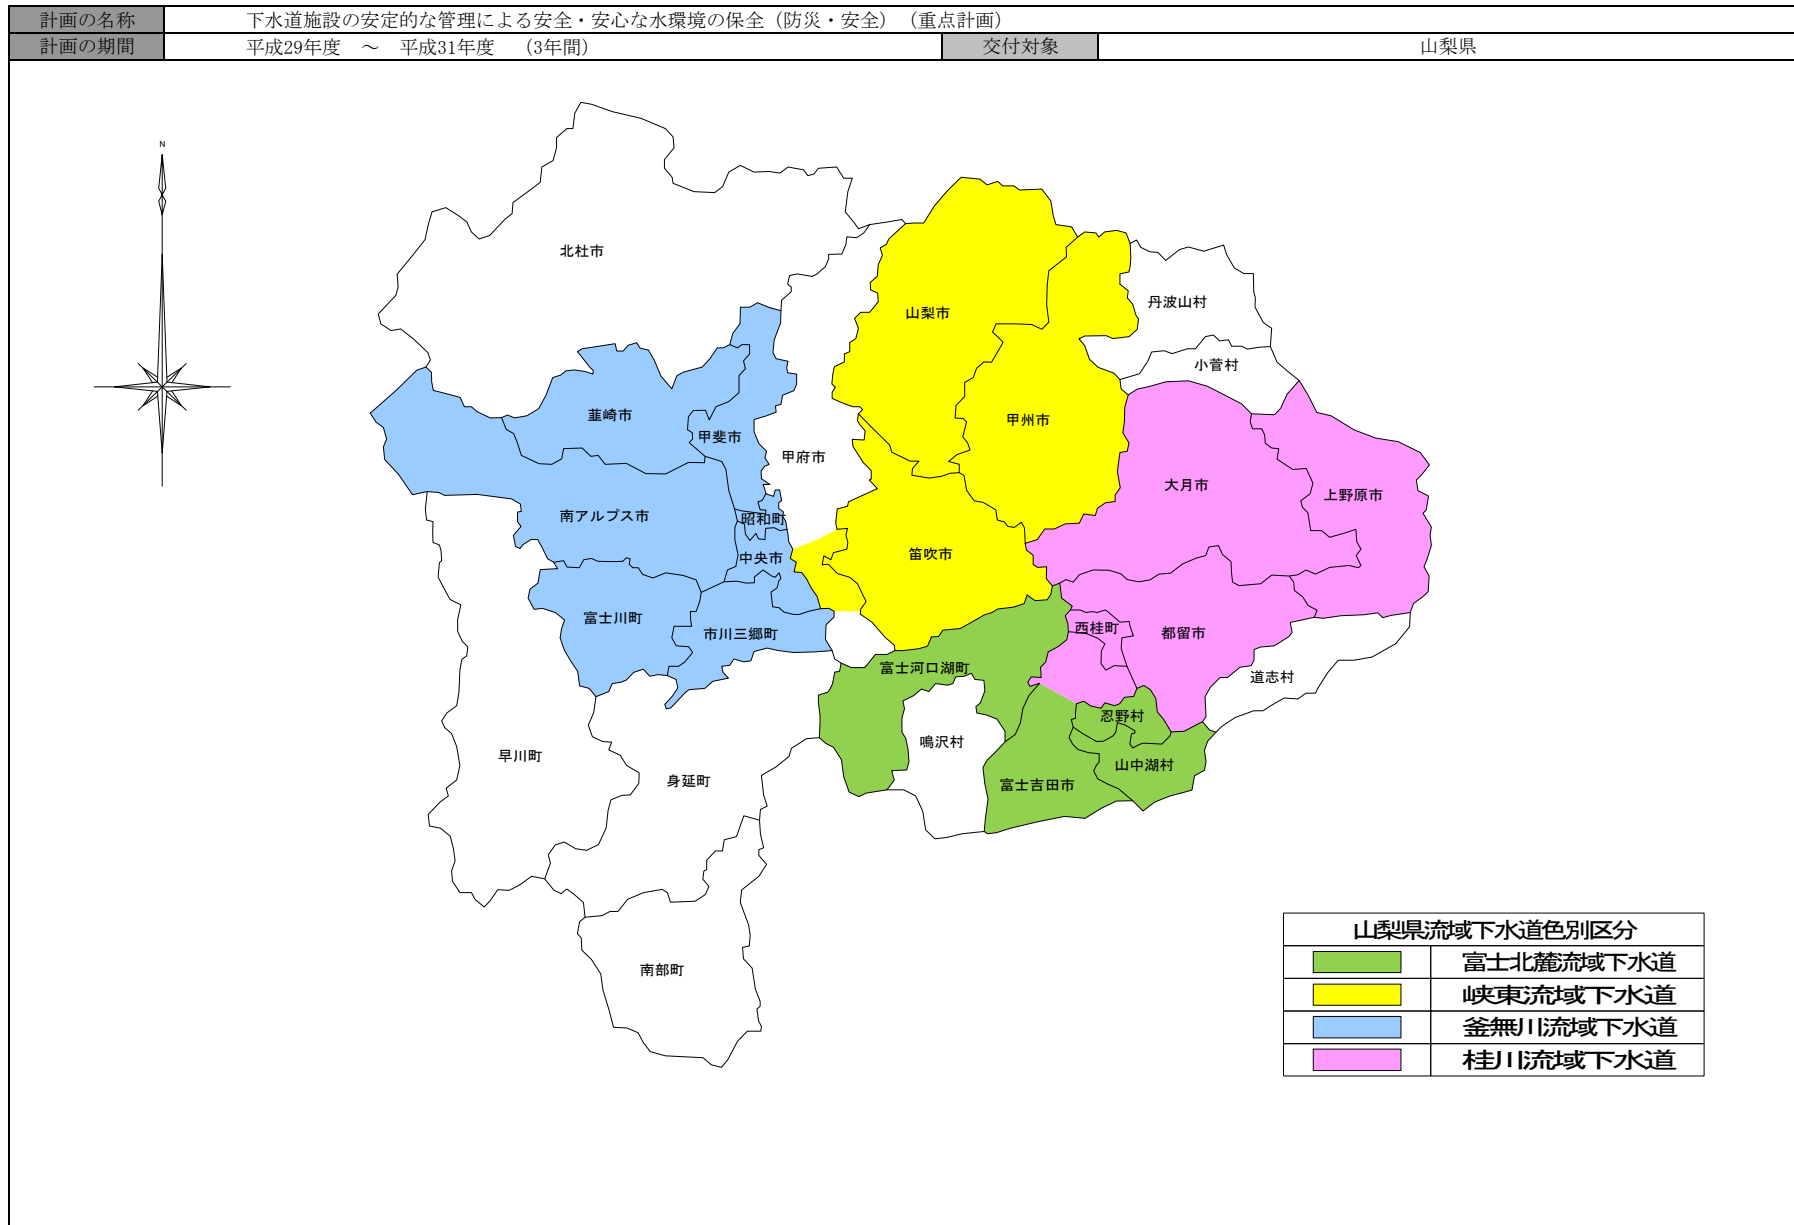 計画の名称 下水道施設の安定的な管理による安全・安心な水環境の保全（防災・安全）（重点計画）
計画の期間 平成29年度 ～ 平成31年度 （3年間） 交付対象 山梨県
N
北杜市
丹波山村
山梨市
小菅村
韮崎市
甲州市
甲斐市
甲府市
大月市
上野原市
南アルプス市
昭和町
笛吹市
中央市
富士川町
市川三郷町
西桂町
都留市
富士河口湖町
道志村
忍野村
鳴沢村
早川町
山中湖村
身延町
富士吉田市
南部町
山梨県流域下水道色別区分
富士北麓流域下水道
峡東流域下水道
釜無川流域下水道
桂川流域下水道